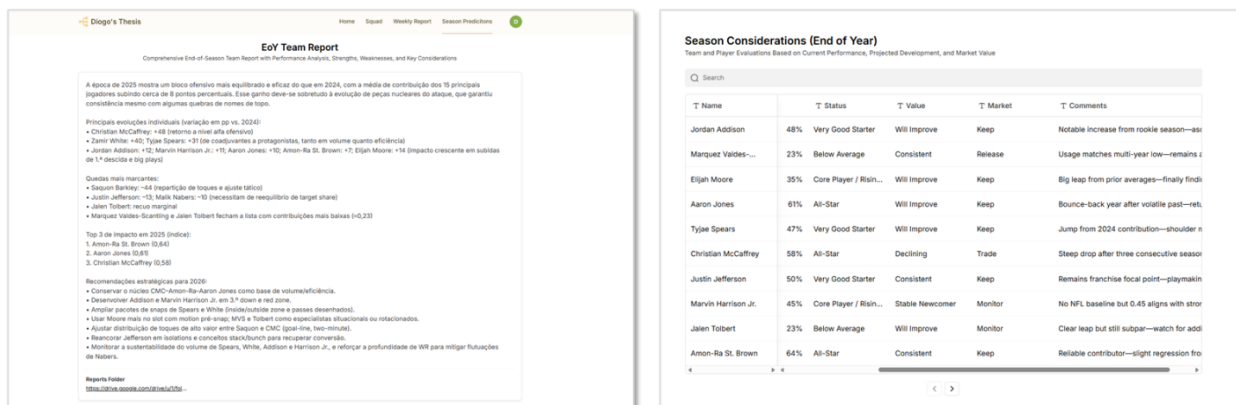 Diogo's Thesis
Home Squad Weekly Report Season Predictions
EoY Team Report
Comprehensive End-of-Season Team Report with Performance Analysis, Strengths, Weaknesses, and Key Considerations
A época de 2025 mostra um bloco ofensivo mais equilibrado e eficaz do que em 2024, com a média de contribuição dos 15 principais
jogadores subindo cerca de 8 pontos percentuais. Esse ganho deve-se sobretudo à evolução de peças nucleares do ataque, que garantiu
consistência mesmo com algumas quebras de nomes de topo.
Principais evoluções individuais (variação em pp vs. 2024):
• Christian McCaffrey: +48 (retorno a nível alfa ofensivo)
• Zamir White: +40; Tyjae Spears: +31 (de coadjuvantes a protagonistas, tanto em volume quanto eficiência)
• Jordan Addison: +12; Marvin Harrison Jr.: +11; Aaron Jones: +10; Amon-Ra St. Brown: +7; Elijah Moore: +14 (impacto crescente em subidas
de 1.ª descida e big plays)
Quedas mais marcantes:
• Saquon Barkley: −44 (repartição de toques e ajuste tático)
• Justin Jefferson: −13; Malik Nabers: −10 (necessitam de reequilíbrio de target share)
• Jalen Tolbert: recuo marginal
• Marquez Valdes-Scantling e Jalen Tolbert fecham a lista com contribuições mais baixas (≈0,23)
Top 3 de impacto em 2025 (índice):
1. Amon-Ra St. Brown (0,64)
2. Aaron Jones (0,61)
3. Christian McCaffrey (0,58)
Recomendações estratégicas para 2026:
• Conservar o núcleo CMC-Amon-Ra-Aaron Jones como base de volume/eficiência.
• Desenvolver Addison e Marvin Harrison Jr. em 3.º down e red zone.
• Ampliar pacotes de snaps de Spears e White (inside/outside zone e passes desenhados).
• Usar Moore mais no slot com motion pré-snap; MVS e Tolbert como especialistas situacionais ou rotacionados.
• Ajustar distribuição de toques de alto valor entre Saquon e CMC (goal-line, two-minute).
• Reancorar Jefferson em isolations e conceitos stack/bunch para recuperar conversão.
• Monitorar a sustentabilidade do volume de Spears, White, Addison e Harrison Jr., e reforçar a profundidade de WR para mitigar flutuações
de Nabers.
Reports Folder
https://drive.google.com/drive/u/1/fol...
Season Considerations (End of Year)
Team and Player Evaluations Based on Current Performance, Projected Development, and Market Value
Search
Name Status Value Market Comments
Jordan Addison 48% Very Good Starter Will Improve Keep Notable increase from rookie season—
Marquez Valdes-... 23% Below Average Consistent Release Usage matches multi-year low—remains
Elijah Moore 35% Core Player / Risin... Will Improve Keep Big leap from prior averages—finally
Aaron Jones 61% All-Star Will Improve Keep Bounce-back year after volatile past—
Tyjae Spears 47% Very Good Starter Will Improve Keep Jump from 2024 contribution—shoulder
Christian McCaffrey 58% All-Star Declining Trade Steep drop after three consecutive
Justin Jefferson 50% Very Good Starter Consistent Keep Remains franchise focal point—
Marvin Harrison Jr. 45% Core Player / Risin... Stable Newcomer Monitor No NFL baseline but 0.45 aligns with
Jalen Tolbert 23% Below Average Will Improve Monitor Clear leap but still subpar—watch for
Amon-Ra St. Brown 64% All-Star Consistent Keep Reliable contributor—slight regression